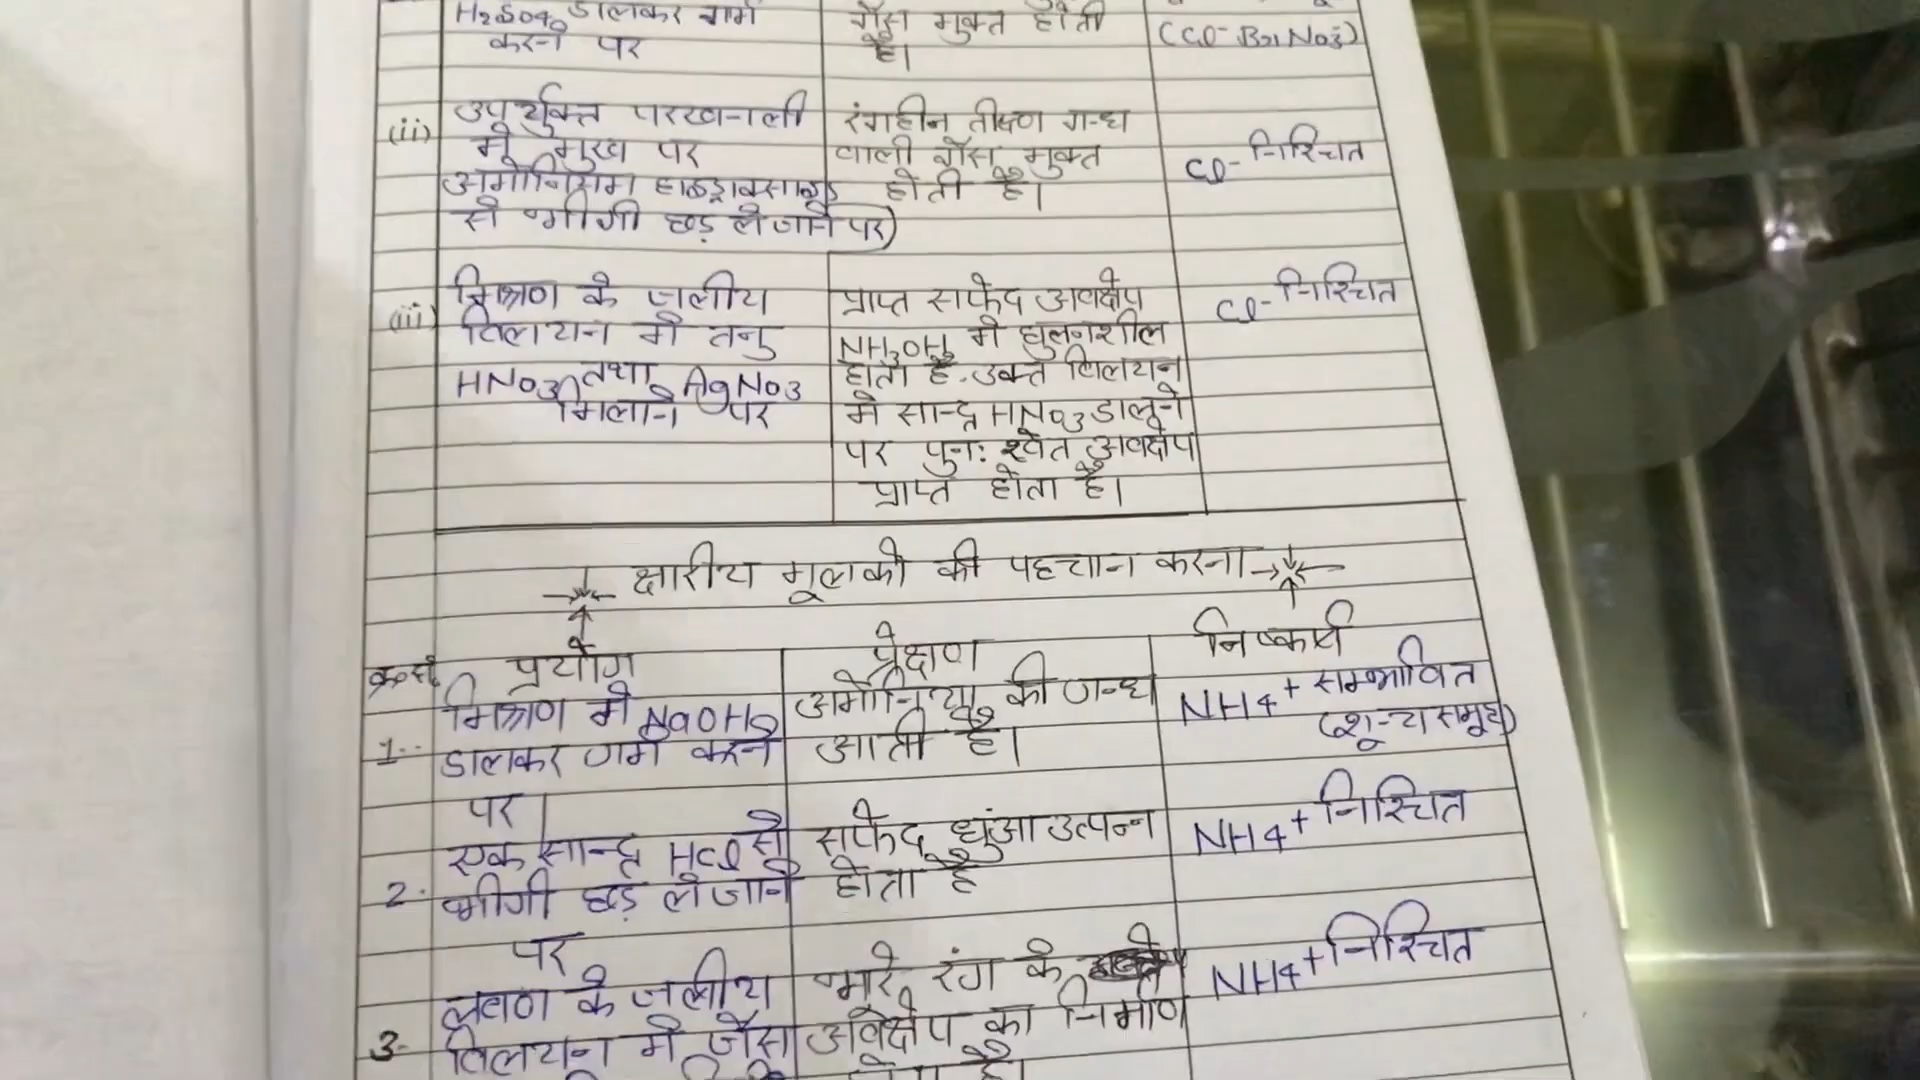 H₂SO₄ डालकर गर्म गैस मुक्त होती (Cl⁻ Br, NO₃⁻)
करने पर है।
(ii) उपर्युक्त परखनली रंगहीन तीक्ष्ण गन्ध
में मुख पर वाली गैस मुक्त Cl⁻ निश्चित
अमोनियम हाइड्राक्साइड होती है।
से भीगी छड़ ले जाने पर)
(iii) मिश्रण के जलीय प्राप्त सफेद अवक्षेप Cl⁻ निश्चित
विलयन में तनु NH₃OH में घुलनशील
HNO₃ तथा AgNO₃ होता है. उक्त विलयन
मिलाने पर में सान्द्र HNO₃ डालने
पर पुनः श्वेत अवक्षेप
प्राप्त होता है।
क्षारीय मूलको की पहचान करना
क्र०सं० प्रयोग प्रेक्षण निष्कर्ष
1. मिश्रण में NaOH अमोनिया की गन्ध NH4+ सम्भावित
डालकर गर्म करने आती है। (शून्य समूह)
पर
2. एक सान्द्र HCl से सफेद धुंआ उत्पन्न NH4+ निश्चित
भीगी छड़ ले जाने होता है
पर
3. लवण के जलीय भूरे रंग के NH4+ निश्चित
विलयन में अवक्षेप का निर्माण